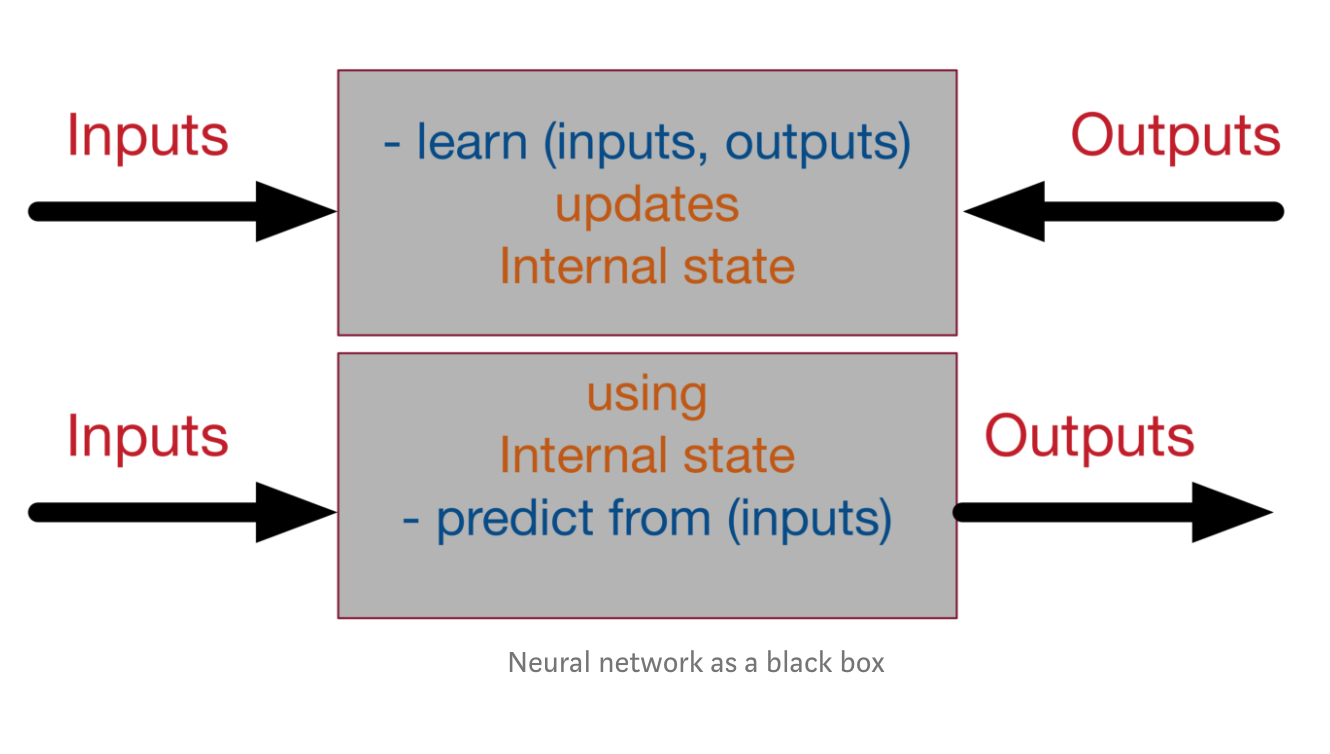 Inputs
- learn (inputs, outputs)
updates
Internal state
Outputs
Inputs
using
Internal state
- predict from (inputs)
Outputs
Neural network as a black box